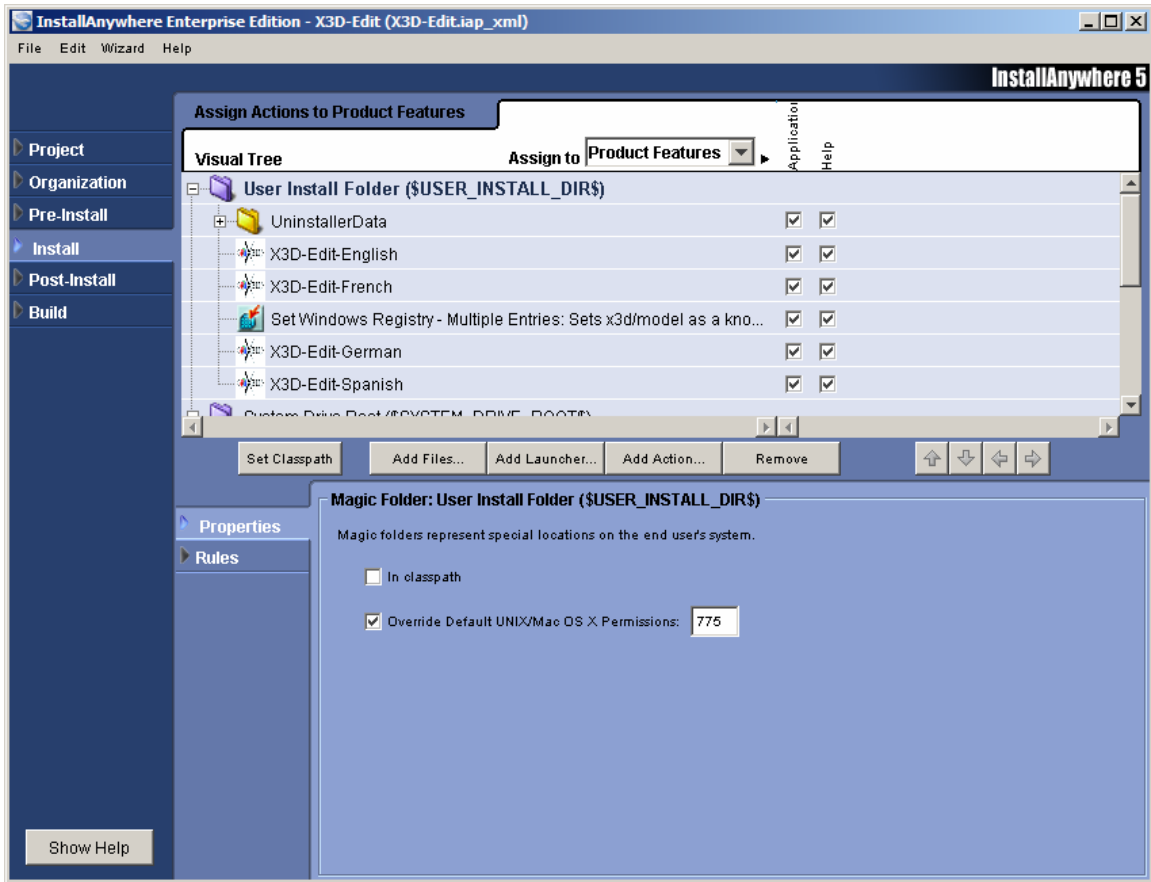 InstallAnywhere Enterprise Edition - X3D-Edit (X3D-Edit.iap_xml)
File Edit Wizard Help
InstallAnywhere 5
Assign Actions to Product Features
Visual Tree
Assign to Product Features
Application
Help
Project
Organization
Pre-Install
Install
Post-Install
Build
User Install Folder ($USER_INSTALL_DIR$)
UninstallerData
X3D-Edit-English
X3D-Edit-French
Set Windows Registry - Multiple Entries: Sets x3d/model as a kno...
X3D-Edit-German
X3D-Edit-Spanish
Set Classpath
Add Files...
Add Launcher...
Add Action...
Remove
Properties
Rules
Magic Folder: User Install Folder ($USER_INSTALL_DIR$)
Magic folders represent special locations on the end user's system.
In classpath
Override Default UNIX/Mac OS X Permissions: 775
Show Help